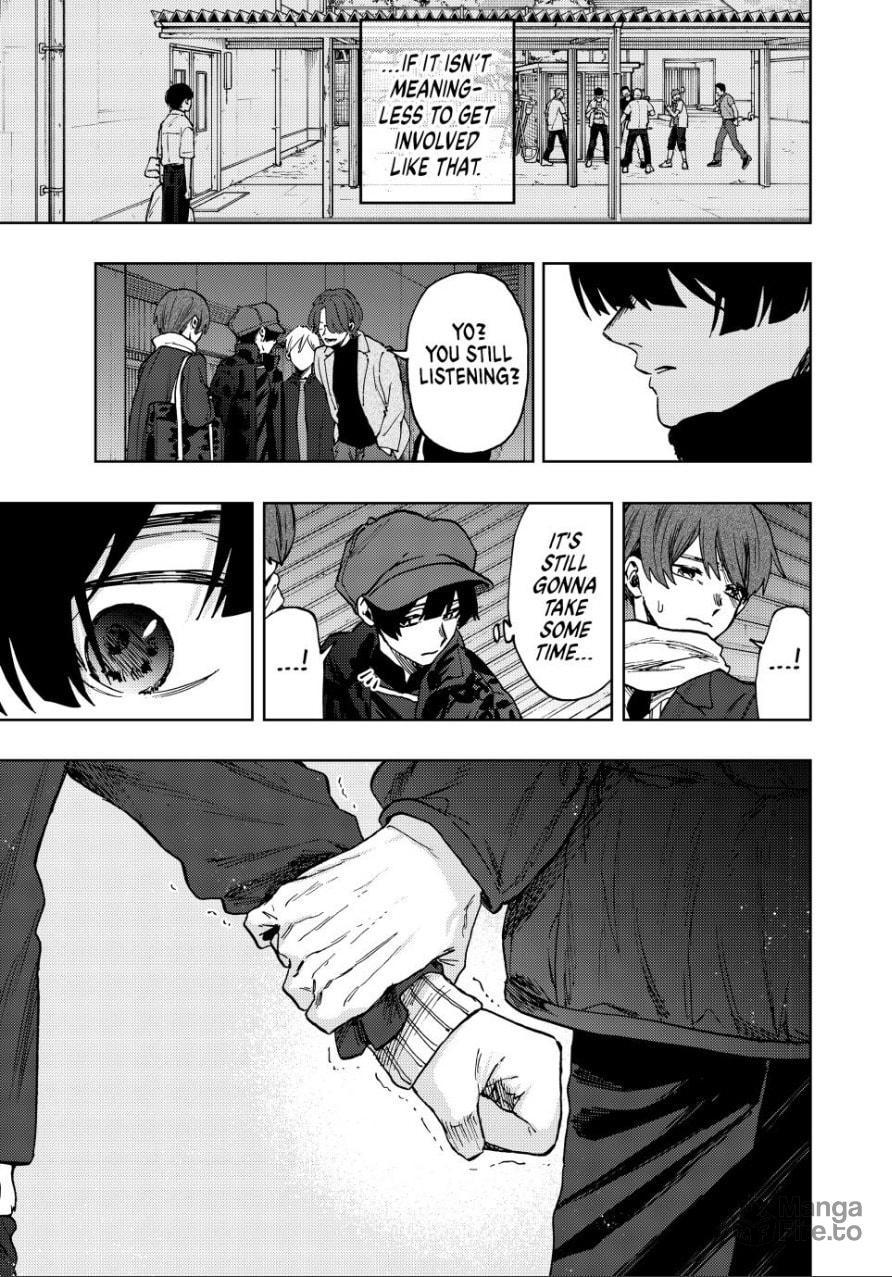 ...IF IT ISN'T
MEANING-
LESS TO GET
INVOLVED
LIKE THAT.
YO?
YOU STILL
LISTENING?
...!
IT'S
STILL
GONNA
TAKE
SOME
TIME...
...!
Manga
Fire.to